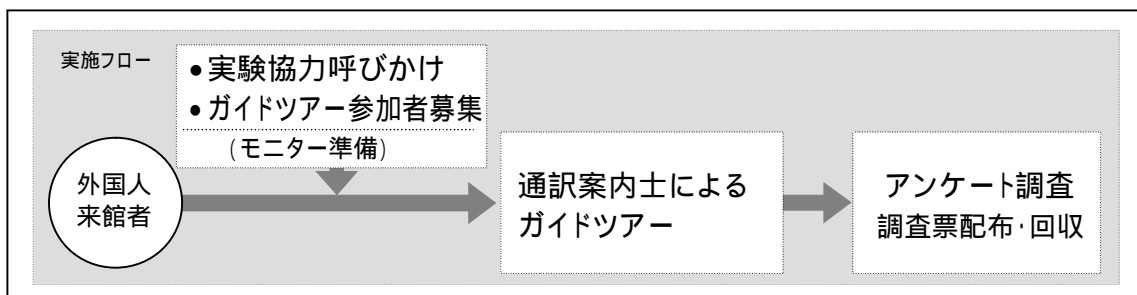 実施フロー
•実験協力呼びかけ
•ガイドツアー参加者募集
(モニター準備)
外国人
来館者
通訳案内士による
ガイドツアー
アンケート調査
調査票配布・回収